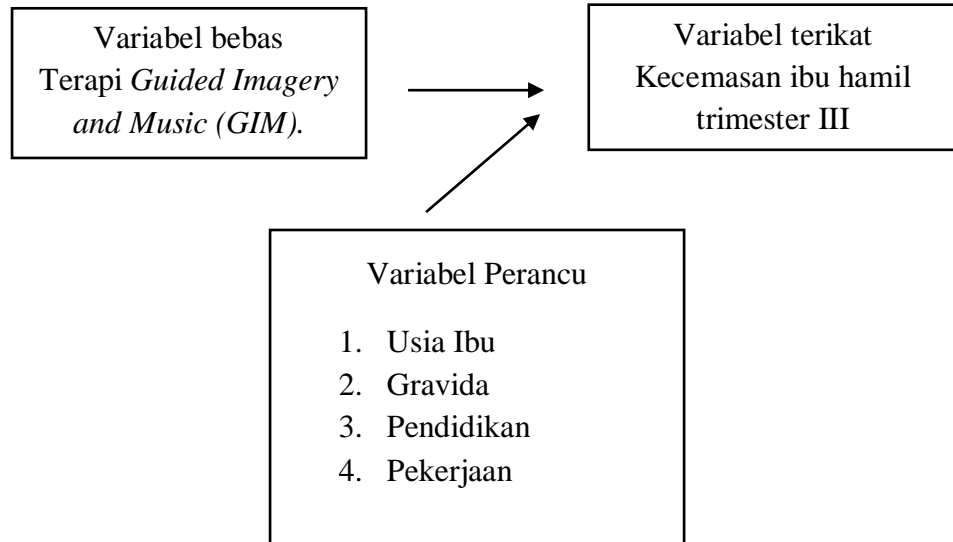 Variabel bebas
Terapi Guided Imagery
and Music (GIM).
Variabel terikat
Kecemasan ibu hamil
trimester III
Variabel Perancu
1. Usia Ibu
2. Gravida
3. Pendidikan
4. Pekerjaan